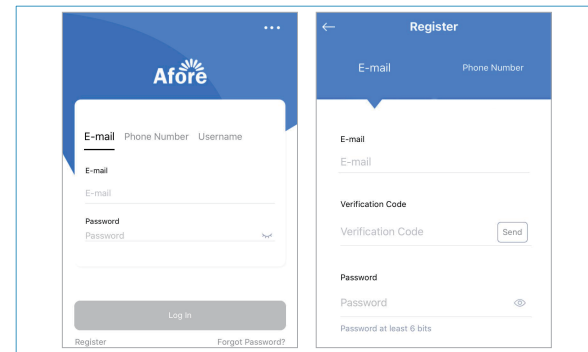 Afore
E-mail Phone Number Username
E-mail
E-mail
Password
Password
Log In
Register Forgot Password?
Register
E-mail Phone Number
E-mail
E-mail
Verification Code
Verification Code Send
Password
Password
Password at least 6 bits